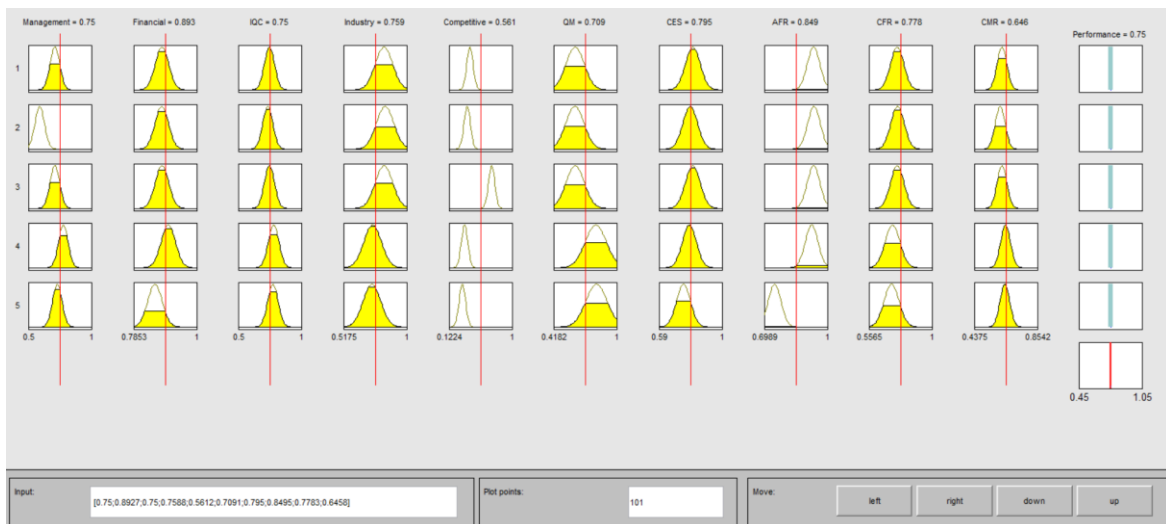 Management = 0.75 Financial = 0.893 IQC = 0.75 Industry = 0.759 Competitive = 0.561 QM = 0.709 CES = 0.795 AFR = 0.849 CFR = 0.778 CMR = 0.646
Performance = 0.75
1
2
3
4
5
0.5 1 0.7853 1 0.5 1 0.5175 1 0.1224 1 0.4182 1 0.59 1 0.6989 1 0.5565 1 0.4375 0.8542
0.45 1.05
Input: Plot points: Move:
[0.75;0.8927;0.75;0.7588;0.5612;0.7091;0.795;0.8495;0.7783;0.6458] 101 left right down up